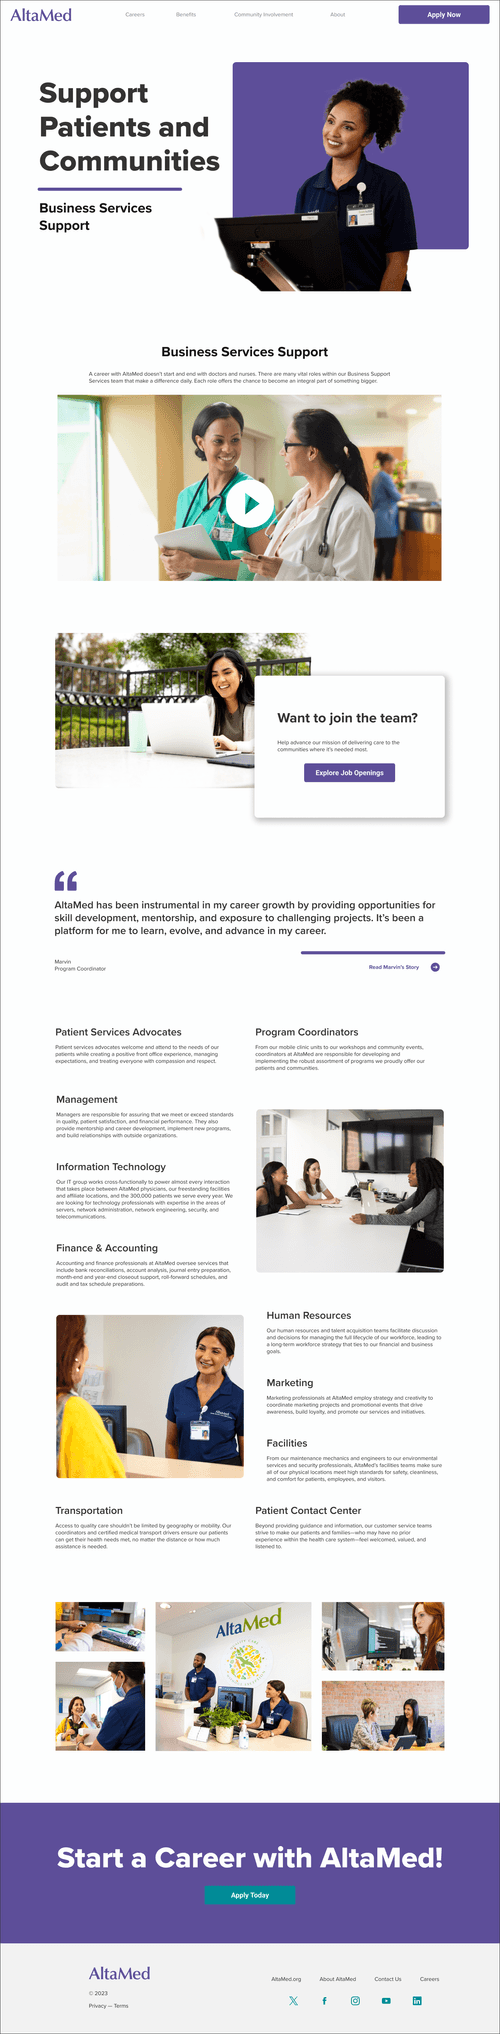 AltaMed
Careers
Benefits
Community Involvement
About
Apply Now
Support
Patients and
Communities
Business Services
Support
Business Services Support
A career with AltaMed doesn't start and end with doctors and nurses. There are many vital roles within our Business Support
Services team that make a difference daily. Each role offers the chance to become an integral part of something bigger.
Want to join the team?
Help advance our mission of delivering care to the
communities where it's needed most.
Explore Job Openings
AltaMed has been instrumental in my career growth by providing opportunities for
skill development, mentorship, and exposure to challenging projects. It's been a
platform for me to learn, evolve, and advance in my career.
Marvin
Program Coordinator
Read Marvin's Story
Patient Services Advocates
Patient services advocates welcome and attend to the needs of our
patients while creating a positive front office experience, managing
expectations, and treating everyone with compassion and respect.
Program Coordinators
From our mobile clinic units to our workshops and community events,
coordinators at AltaMed are responsible for developing and
implementing the robust assortment of programs we proudly offer our
patients and communities.
Management
Managers are responsible for assuring that we meet or exceed standards
in quality, patient satisfaction, and financial performance. They also
provide mentorship and career development, implement new programs,
and build relationships with outside organizations.
Information Technology
Our IT group works cross-functionally to power almost every interaction
that takes place between AltaMed physicians, our freestanding facilities
and affiliate locations, and the 300,000 patients we serve every year. We
are looking for technology professionals with expertise in the areas of
servers, network administration, network engineering, security, and
telecommunications.
Finance & Accounting
Accounting and finance professionals at AltaMed oversee services that
include bank reconciliations, account analysis, journal entry preparation,
month-end and year-end closeout support, roll-forward schedules, and
audit and tax schedule preparations.
Human Resources
Our human resources and talent acquisition teams facilitate discussion
and decisions for managing the full lifecycle of our workforce, leading to
a long-term workforce strategy that ties to our financial and business
goals.
Marketing
Marketing professionals at AltaMed employ strategy and creativity to
coordinate marketing projects and promotional events that drive
awareness, build loyalty, and promote our services and initiatives.
Facilities
From our maintenance mechanics and engineers to our environmental
services and security professionals, AltaMed's facilities teams make sure
all of our physical locations meet high standards for safety, cleanliness,
and comfort for patients, employees, and visitors.
Transportation
Access to quality care shouldn't be limited by geography or mobility. Our
coordinators and certified medical transport drivers ensure our patients
can get their health needs met, no matter the distance or how much
assistance is needed.
Patient Contact Center
Beyond providing guidance and information, our customer service teams
strive to make our patients and families—who may have no prior
experience within the health care system—feel welcomed, valued, and
listened to.
AltaMed
Start a Career with AltaMed!
Apply Today
AltaMed
© 2023
Privacy — Terms
AltaMed.org
About AltaMed
Contact Us
Careers